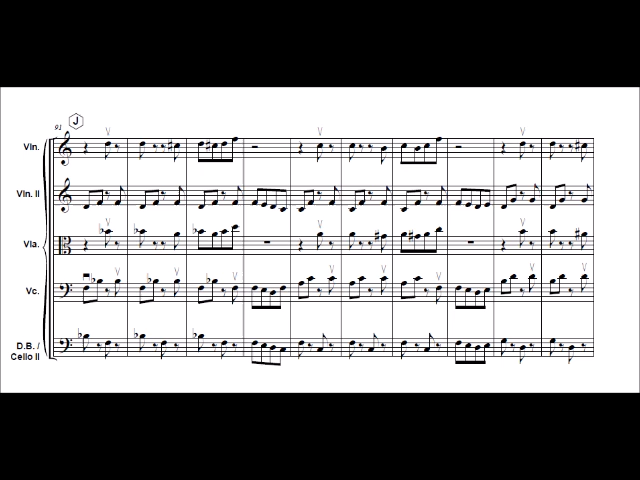 J
91
Vln.
Vln. II
Vla.
Vc.
D.B. /
Cello II